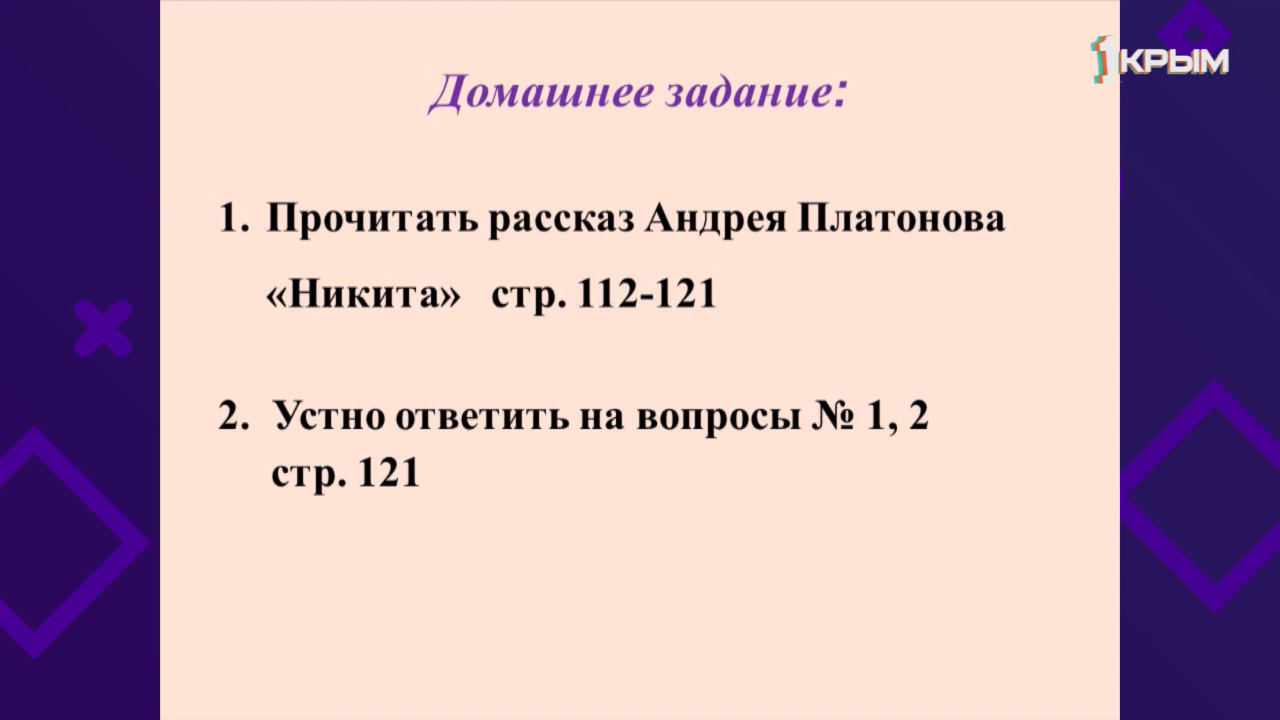 1КРЫМ
Домашнее задание:
1. Прочитать рассказ Андрея Платонова
«Никита» стр. 112-121
2. Устно ответить на вопросы № 1, 2
стр. 121